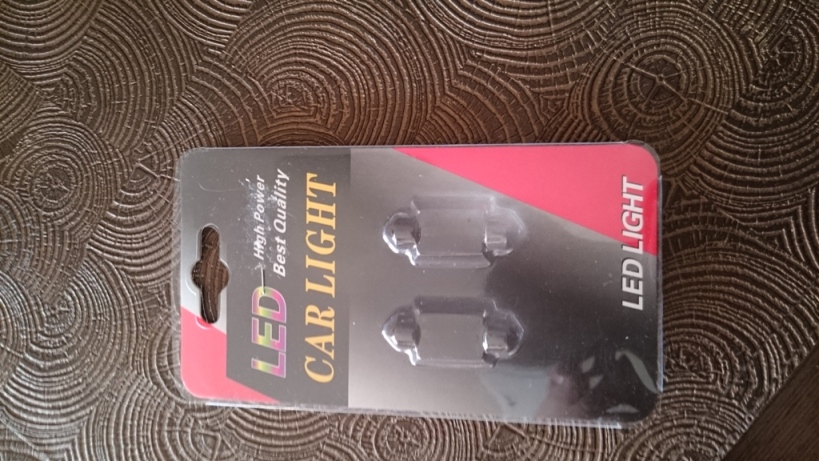 LED
High Power
Best Quality
CAR LIGHT
LED LIGHT